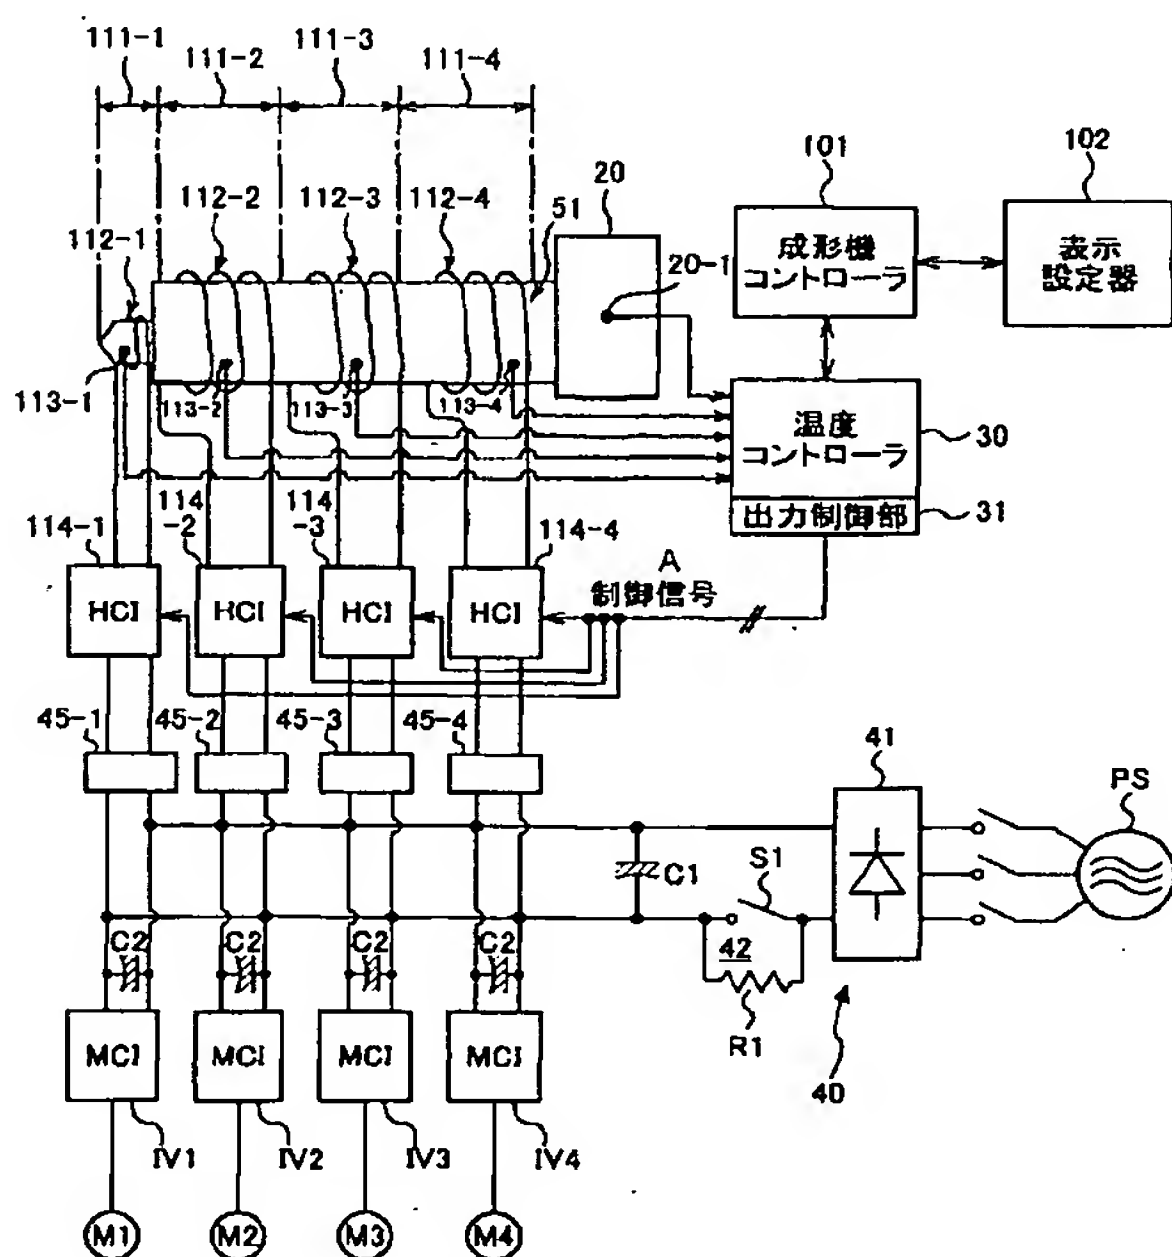 111-1
111-2
111-3
111-4
112-1
112-2
112-3
112-4
51
20
20-1
101
102
成形機
コントローラ
表示
設定器
113-1
113-2
113-3
113-4
温度
コントローラ
30
出力制御部
31
114-1
114
-2
114
-3
114-4
A
制御信号
HCI
HCI
HCI
HCI
45-1
45-2
45-3
45-4
41
PS
C1
S1
42
R1
40
C2
C2
C2
C2
MCI
MCI
MCI
MCI
IV1
IV2
IV3
IV4
M1
M2
M3
M4